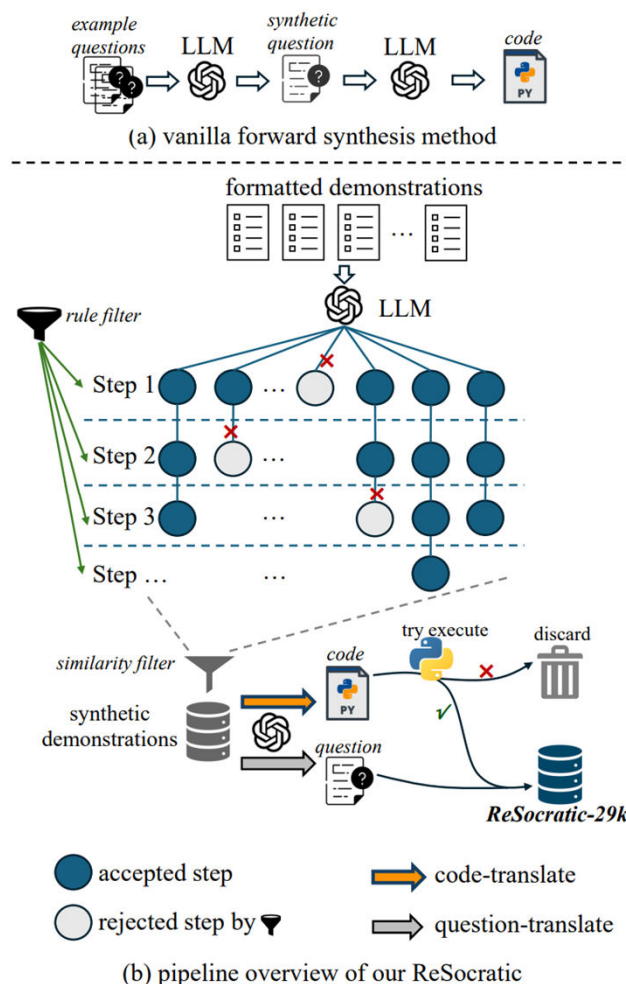 example questions
LLM
synthetic question
LLM
code
PY
(a) vanilla forward synthesis method
formatted demonstrations
...
LLM
rule filter
Step 1
...
Step 2
...
Step 3
...
Step ...
...
similarity filter
synthetic demonstrations
code
PY
question
try execute
discard
ReSocratic-29k
accepted step
code-translate
rejected step by
question-translate
(b) pipeline overview of our ReSocratic